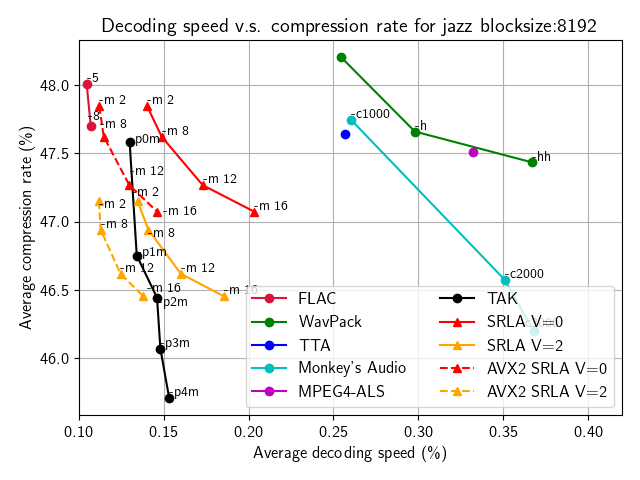 Decoding speed v.s. compression rate for jazz blocksize:8192
Average compression rate (%)
48.0
47.5
47.0
46.5
46.0
0.10
0.15
0.20
0.25
0.30
0.35
0.40
Average decoding speed (%)
-5
-8
-m 2
-m 8
-m 12
-m 16
-m 2
-m 8
-m 12
-m 16
-m 2
-m 8
-m 12
-m 16
-m 2
-m 8
-m 12
-m 16
-p0m
-p1m
-p2m
-p3m
-p4m
-h
-hh
-c1000
-c2000
FLAC
WavPack
TTA
Monkey's Audio
MPEG4-ALS
TAK
SRLA V=0
SRLA V=2
AVX2 SRLA V=0
AVX2 SRLA V=2